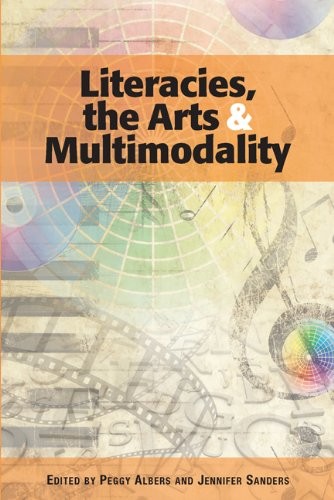 Literacies,
the Arts &
Multimodality
Edited by Peggy Albers and Jennifer Sanders